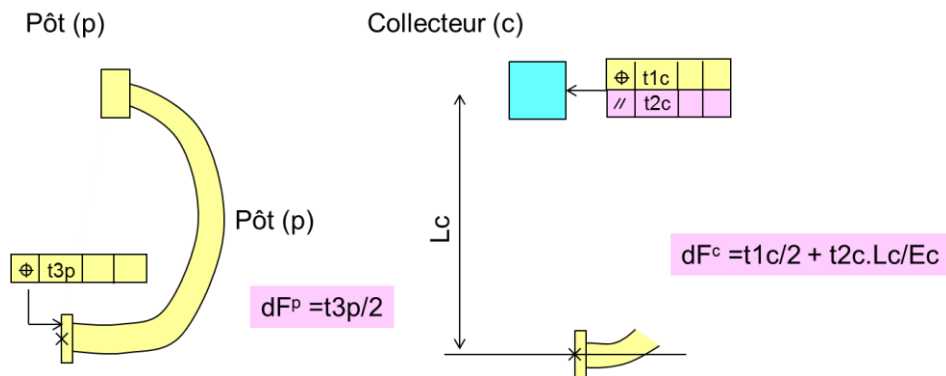 Pôt (p)
Collecteur (c)
⌖ t1c
// t2c
Lc
Pôt (p)
⌖ t3p
dFᵖ =t3p/2
dFᶜ =t1c/2 + t2c.Lc/Ec